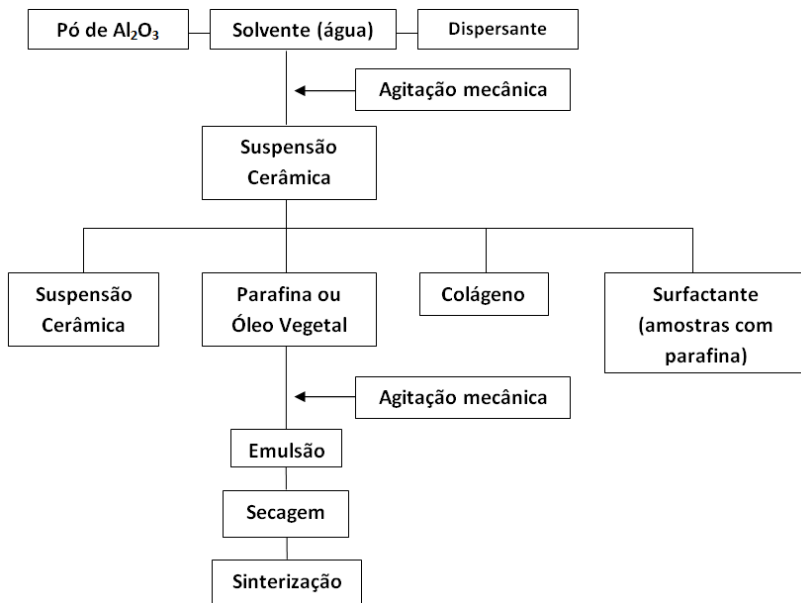 Pó de Al₂O₃
Solvente (água)
Dispersante
Agitação mecânica
Suspensão
Cerâmica
Suspensão
Cerâmica
Parafina ou
Óleo Vegetal
Colágeno
Surfactante
(amostras com
parafina)
Agitação mecânica
Emulsão
Secagem
Sinterização